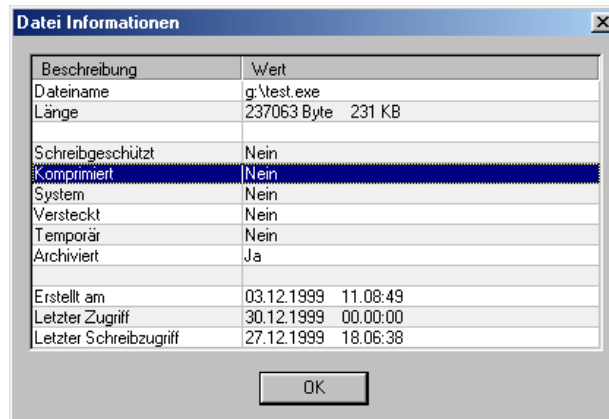 Datei Informationen
Beschreibung Wert
Dateiname g:\test.exe
Länge 237063 Byte 231 KB
Schreibgeschützt Nein
Komprimiert Nein
System Nein
Versteckt Nein
Temporär Nein
Archiviert Ja
Erstellt am 03.12.1999 11.08:49
Letzter Zugriff 30.12.1999 00.00:00
Letzter Schreibzugriff 27.12.1999 18.06:38
OK